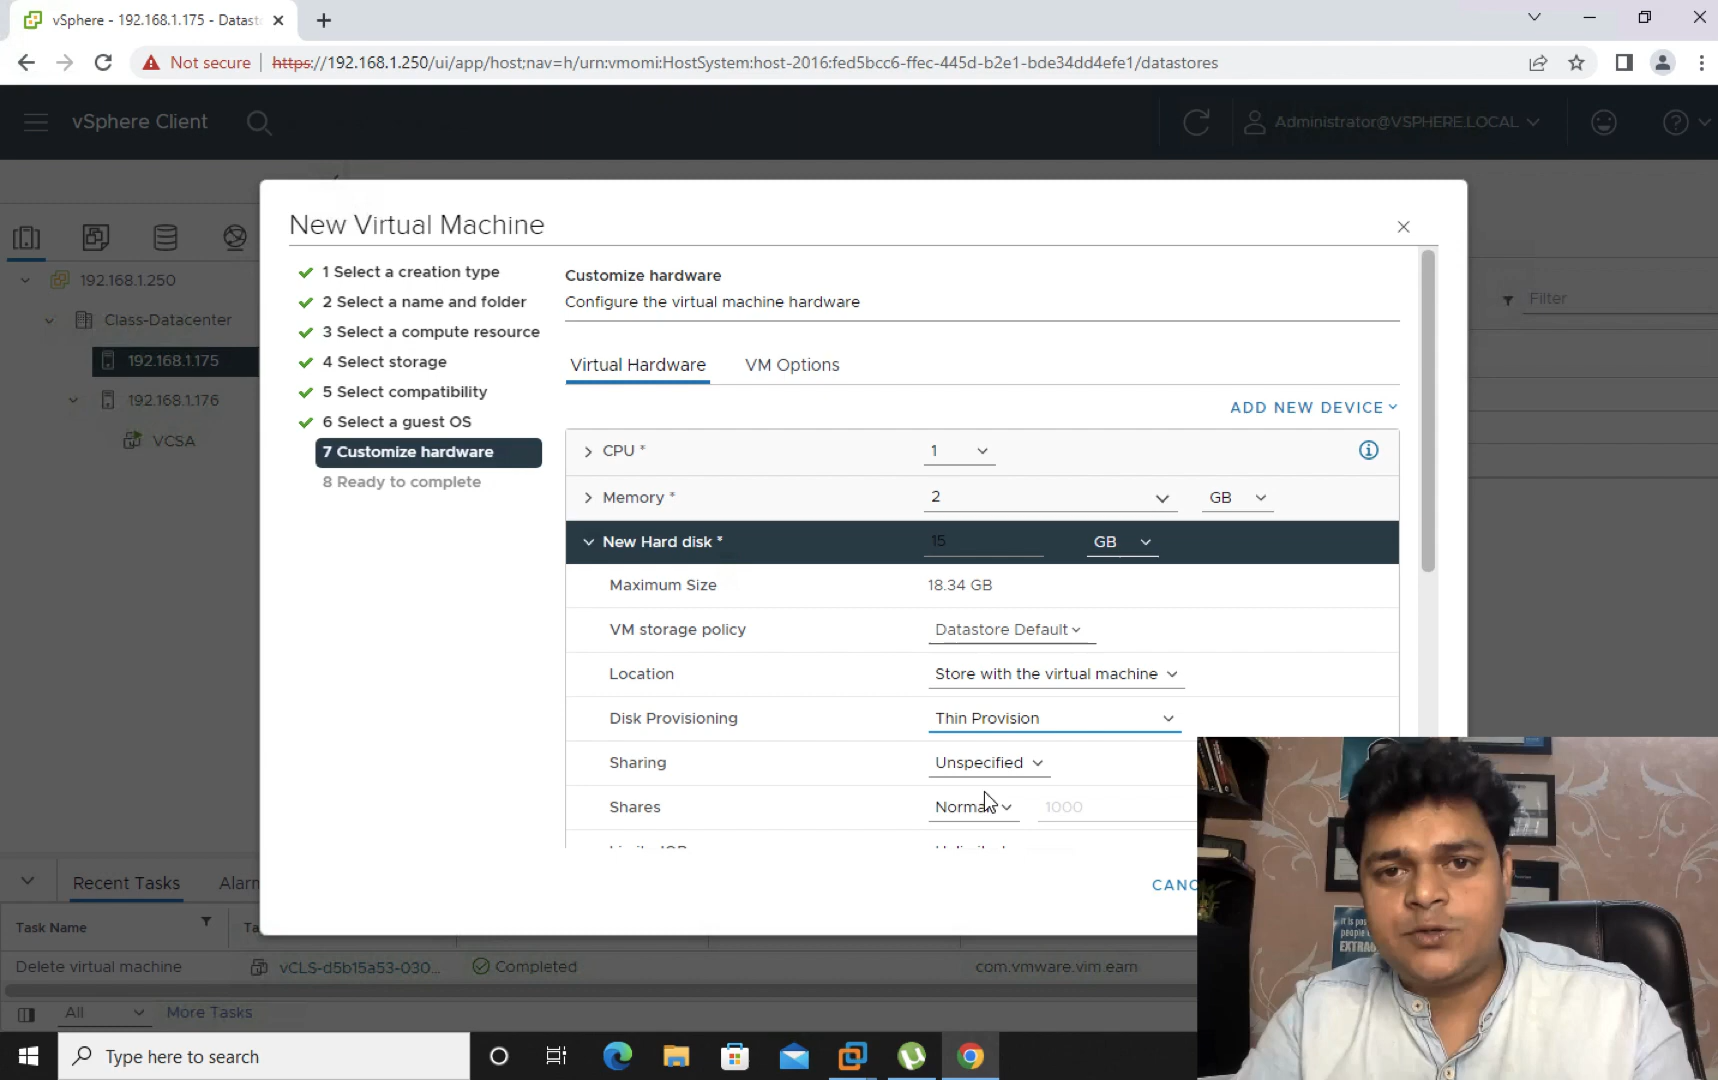 vSphere - 192.168.1.175 - Datast
Not secure
https://192.168.1.250/ui/app/host;nav=h/urn:vmomi:HostSystem:host-2016:fed5bcc6-ffec-445d-b2e1-bde34dd4efe1/datastores
vSphere Client
Administrator@VSPHERE.LOCAL
New Virtual Machine
192.168.1.250
Class-Datacenter
192.168.1.175
192.168.1.176
VCSA
1 Select a creation type
2 Select a name and folder
3 Select a compute resource
4 Select storage
5 Select compatibility
6 Select a guest OS
7 Customize hardware
8 Ready to complete
Customize hardware
Configure the virtual machine hardware
Filter
Virtual Hardware VM Options
ADD NEW DEVICE
CPU * 1
Memory * 2 GB
New Hard disk * 15 GB
Maximum Size 18.34 GB
VM storage policy Datastore Default
Location Store with the virtual machine
Disk Provisioning Thin Provision
Sharing Unspecified
Shares Normal 1000
CANC
Recent Tasks Alarm
Task Name Ta
Delete virtual machine vCLS-d5b15a53-030... Completed com.vmware.vim.eam
All More Tasks
It is pos
people
EXTRAO
Type here to search